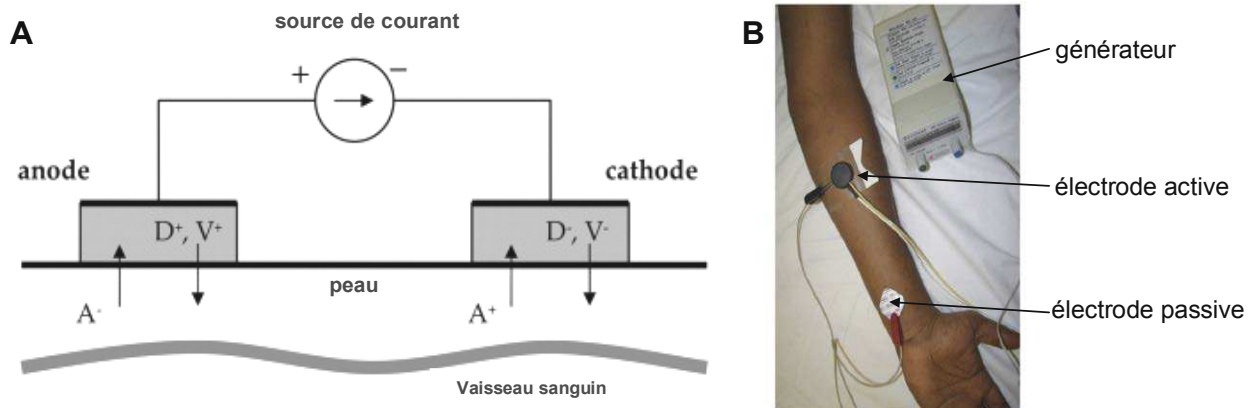 A
source de courant
+
−
anode
cathode
D⁺, V⁺
D⁻, V⁻
peau
A⁻
A⁺
Vaisseau sanguin
B
générateur
électrode active
électrode passive